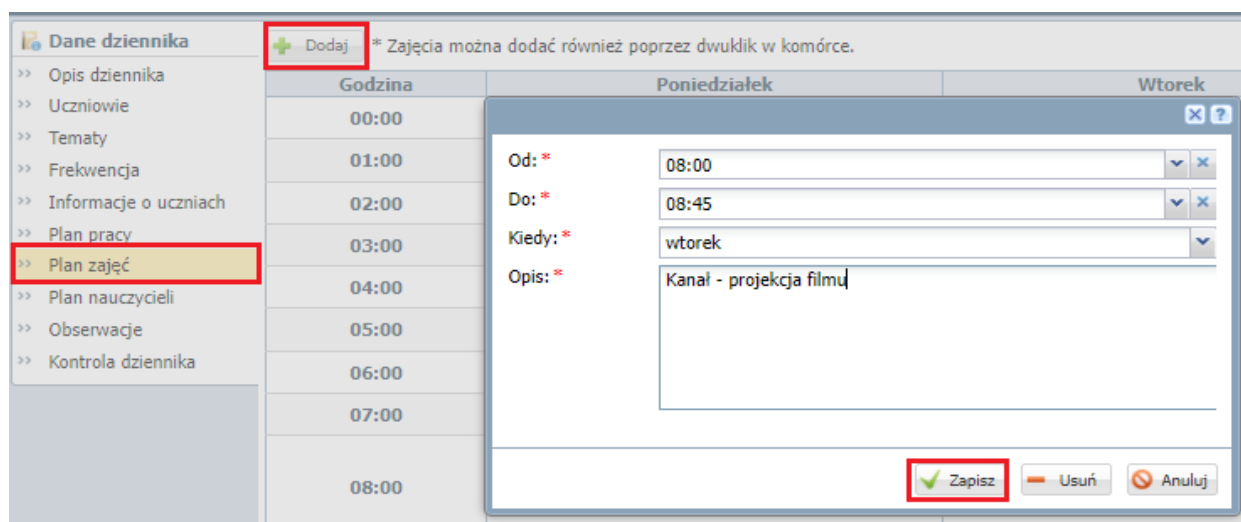 Dane dziennika
Opis dziennika
Uczniowie
Tematy
Frekwencja
Informacje o uczniach
Plan pracy
Plan zajęć
Plan nauczycieli
Obserwacje
Kontrola dziennika
Dodaj * Zajęcia można dodać również poprzez dwuklik w komórce.
Godzina Poniedziałek Wtorek
00:00
01:00
02:00
03:00
04:00
05:00
06:00
07:00
08:00
Od: * 08:00
Do: * 08:45
Kiedy: * wtorek
Opis: * Kanał - projekcja filmu
Zapisz Usuń Anuluj